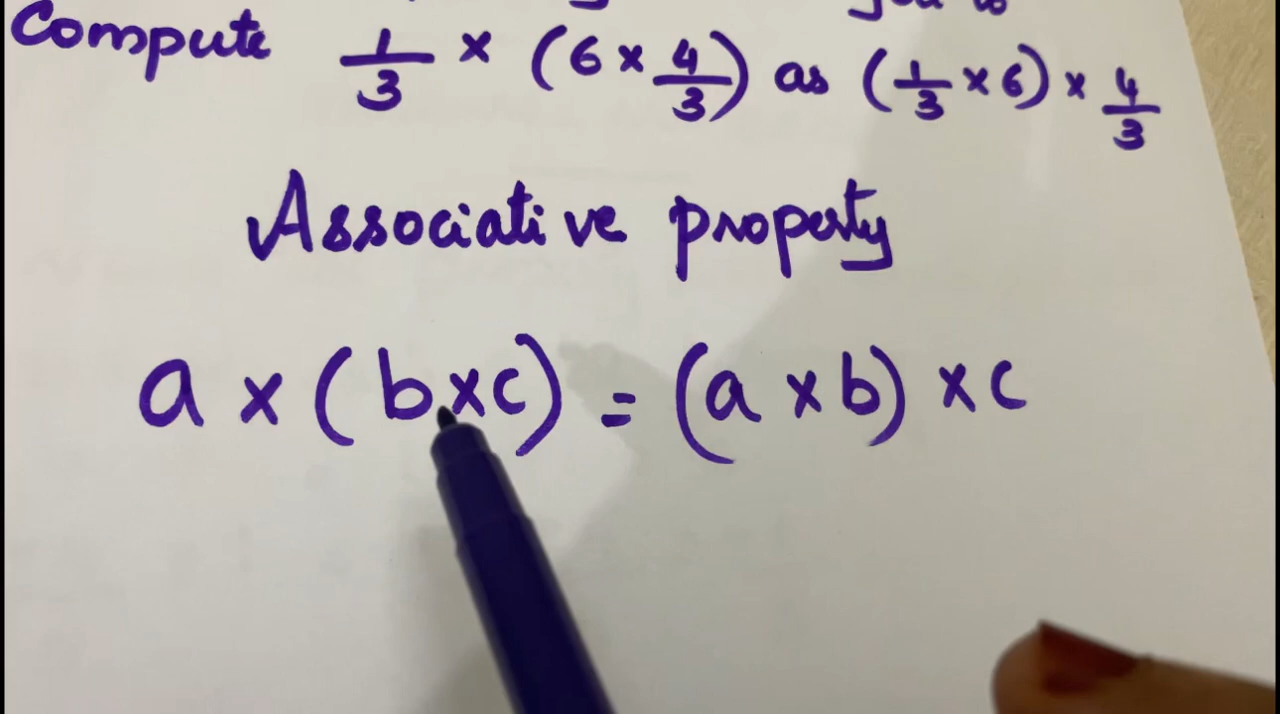 Compute 1/3 × (6 × 4/3) as (1/3 × 6) × 4/3
Associative property
a × (b × c) = (a × b) × c